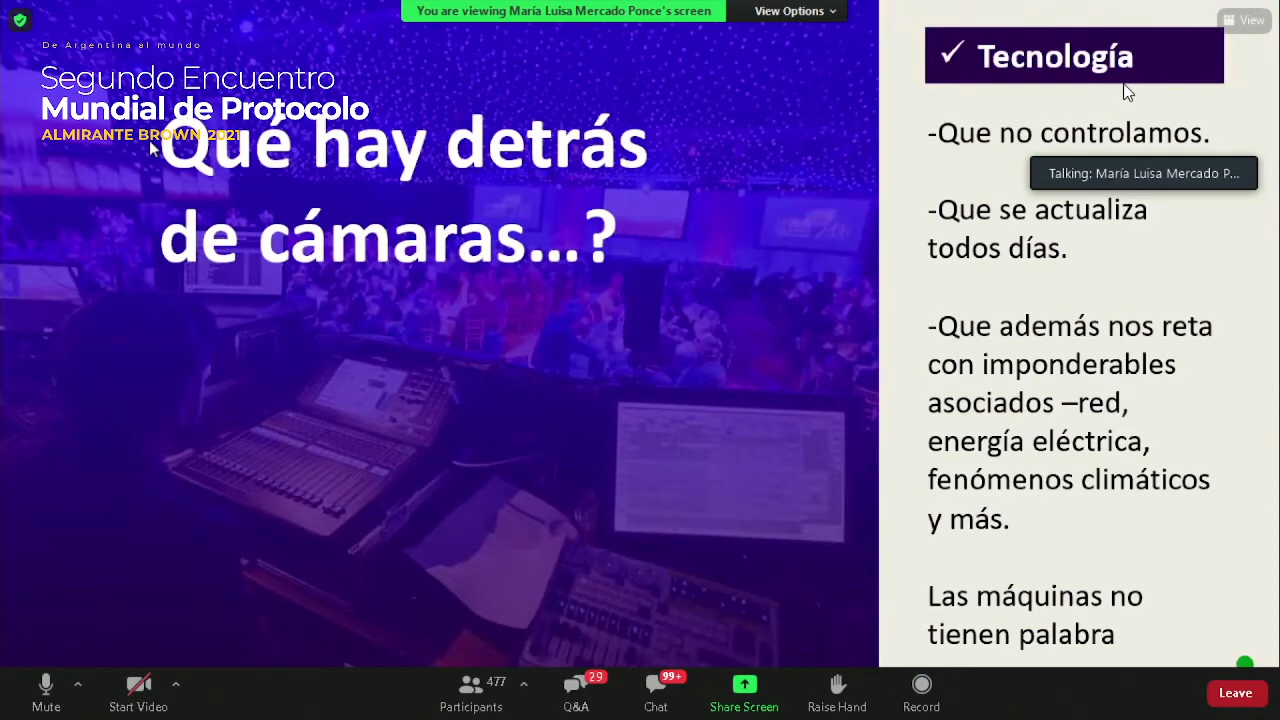 You are viewing María Luisa Mercado Ponce's screen
View Options
View
De Argentina al mundo
Segundo Encuentro
Mundial de Protocolo
ALMIRANTE BROWN 2021
Qué hay detrás
de cámaras...?
✓ Tecnología
-Que no controlamos.
Talking: María Luisa Mercado P...
-Que se actualiza
todos días.
-Que además nos reta
con imponderables
asociados –red,
energía eléctrica,
fenómenos climáticos
y más.
Las máquinas no
tienen palabra
Mute
Start Video
Participants
477
Q&A
29
Chat
99+
Share Screen
Raise Hand
Record
Leave